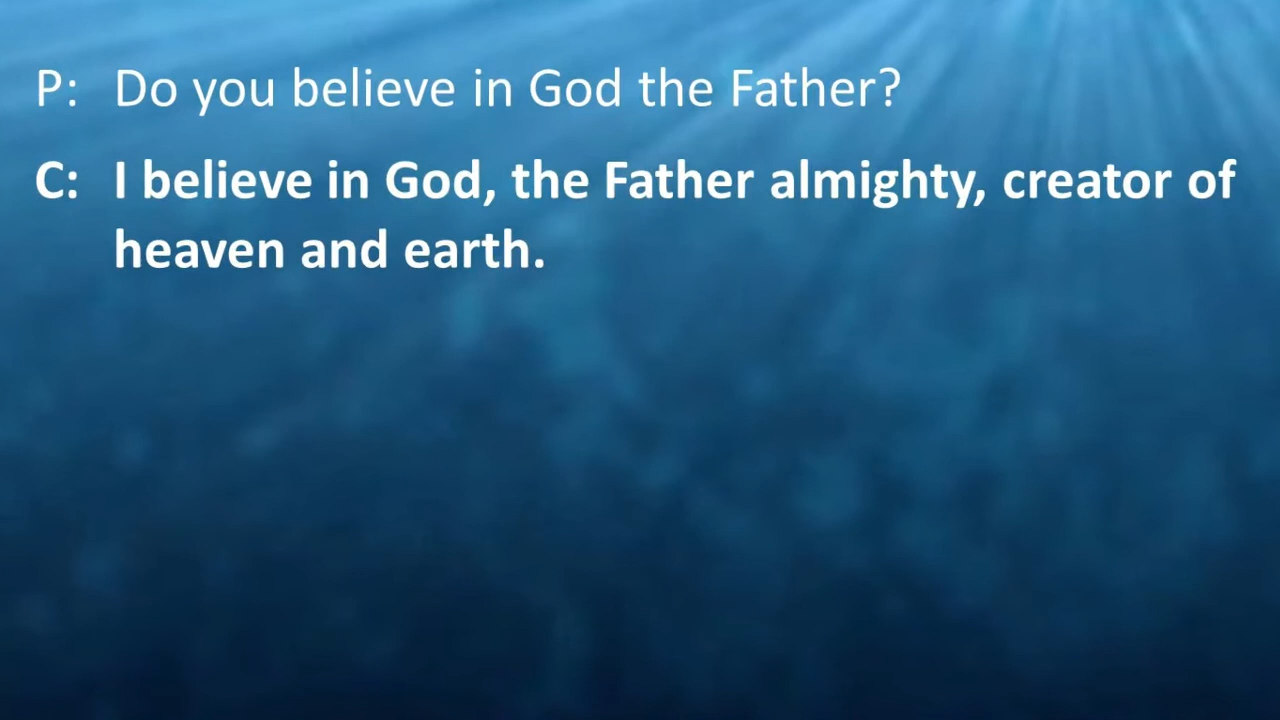 P: Do you believe in God the Father?
C: I believe in God, the Father almighty, creator of
heaven and earth.